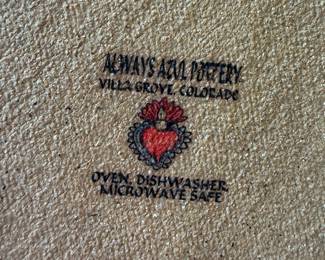 ALWAYS AZUL POTTERY
VILLA GROVE, COLORADO
OVEN, DISHWASHER,
MICROWAVE SAFE